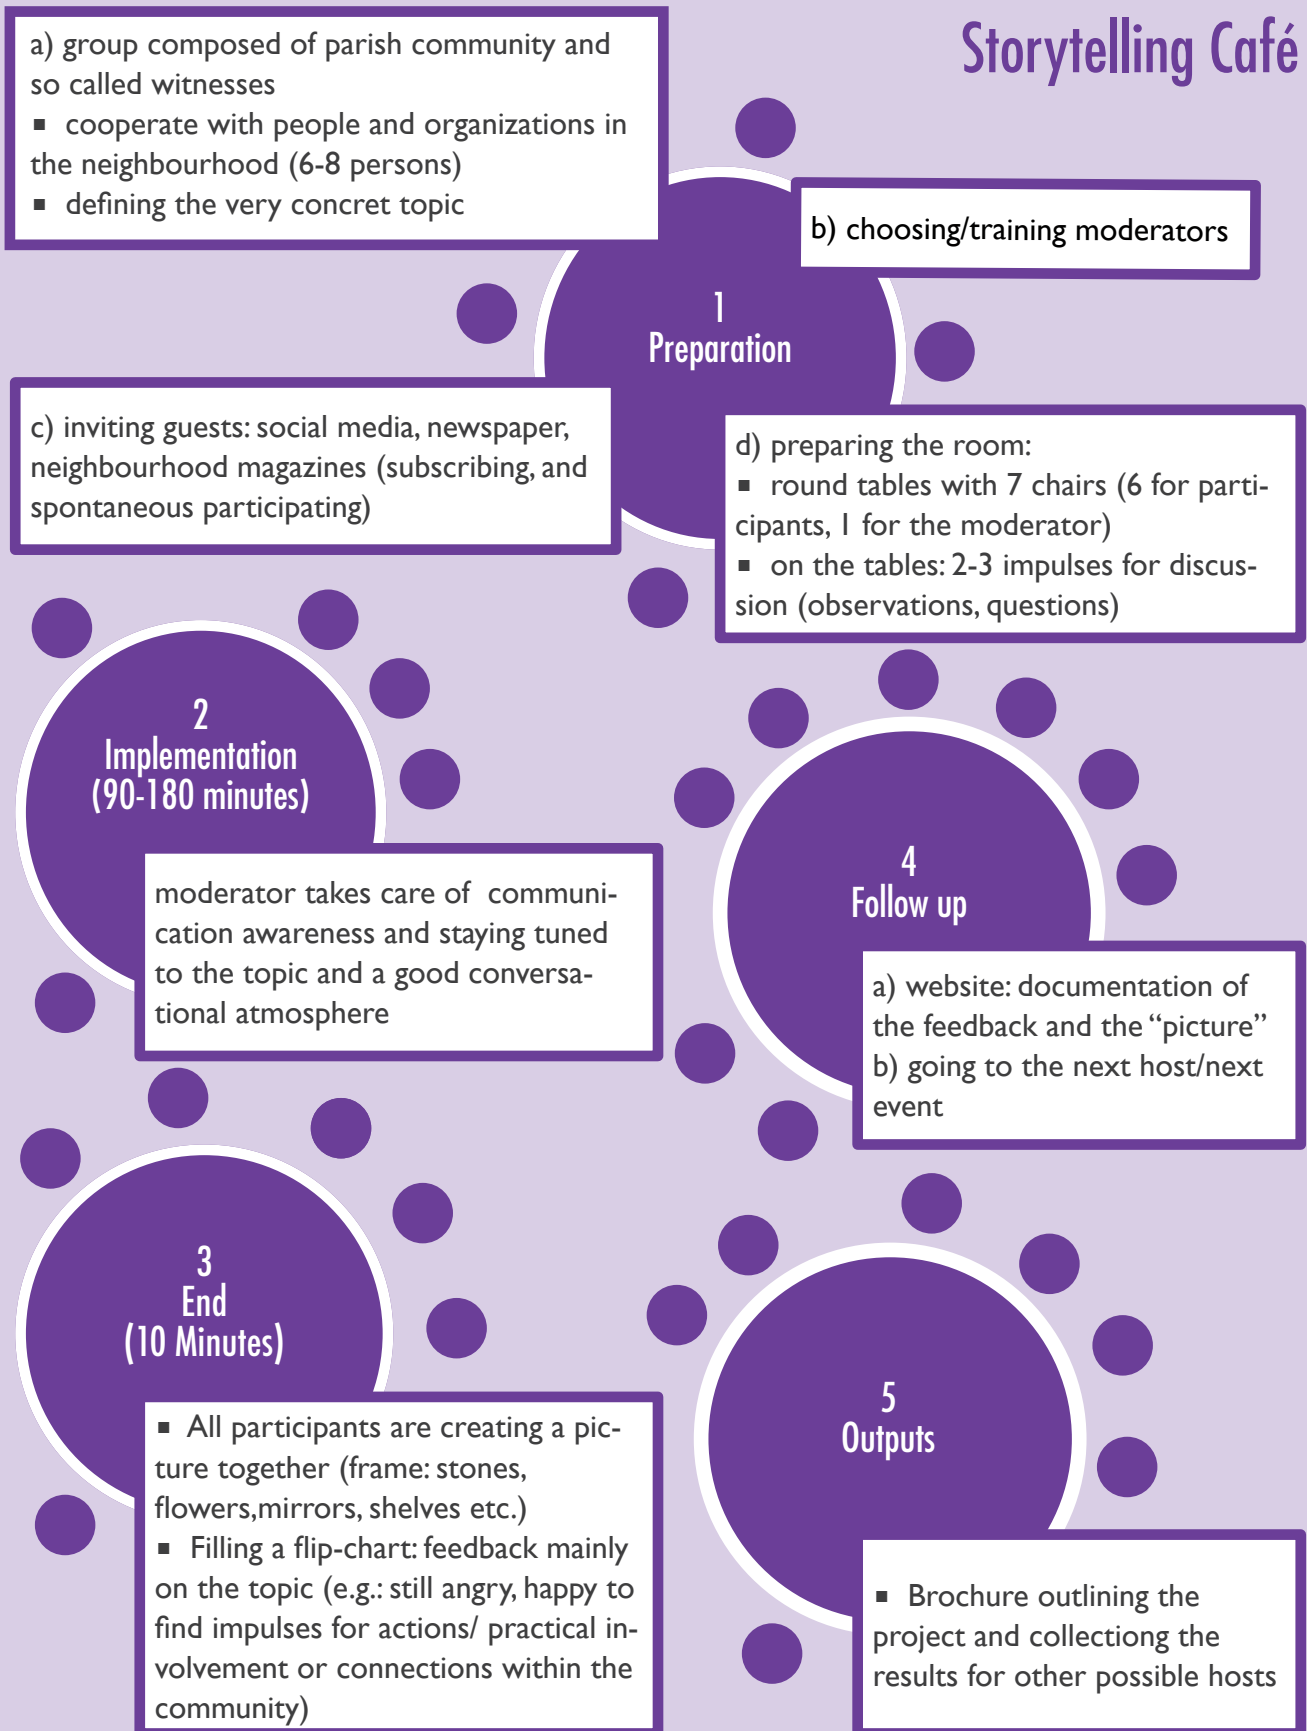 Storytelling Café
a) group composed of parish community and
so called witnesses
▪ cooperate with people and organizations in
the neighbourhood (6-8 persons)
▪ defining the very concret topic
b) choosing/training moderators
1
Preparation
c) inviting guests: social media, newspaper,
neighbourhood magazines (subscribing, and
spontaneous participating)
d) preparing the room:
▪ round tables with 7 chairs (6 for parti-
cipants, 1 for the moderator)
▪ on the tables: 2-3 impulses for discus-
sion (observations, questions)
2
Implementation
(90-180 minutes)
moderator takes care of communi-
cation awareness and staying tuned
to the topic and a good conversa-
tional atmosphere
3
End
(10 Minutes)
▪ All participants are creating a pic-
ture together (frame: stones,
flowers,mirrors, shelves etc.)
▪ Filling a flip-chart: feedback mainly
on the topic (e.g.: still angry, happy to
find impulses for actions/ practical in-
volvement or connections within the
community)
4
Follow up
a) website: documentation of
the feedback and the “picture”
b) going to the next host/next
event
5
Outputs
▪ Brochure outlining the
project and collectiong the
results for other possible hosts